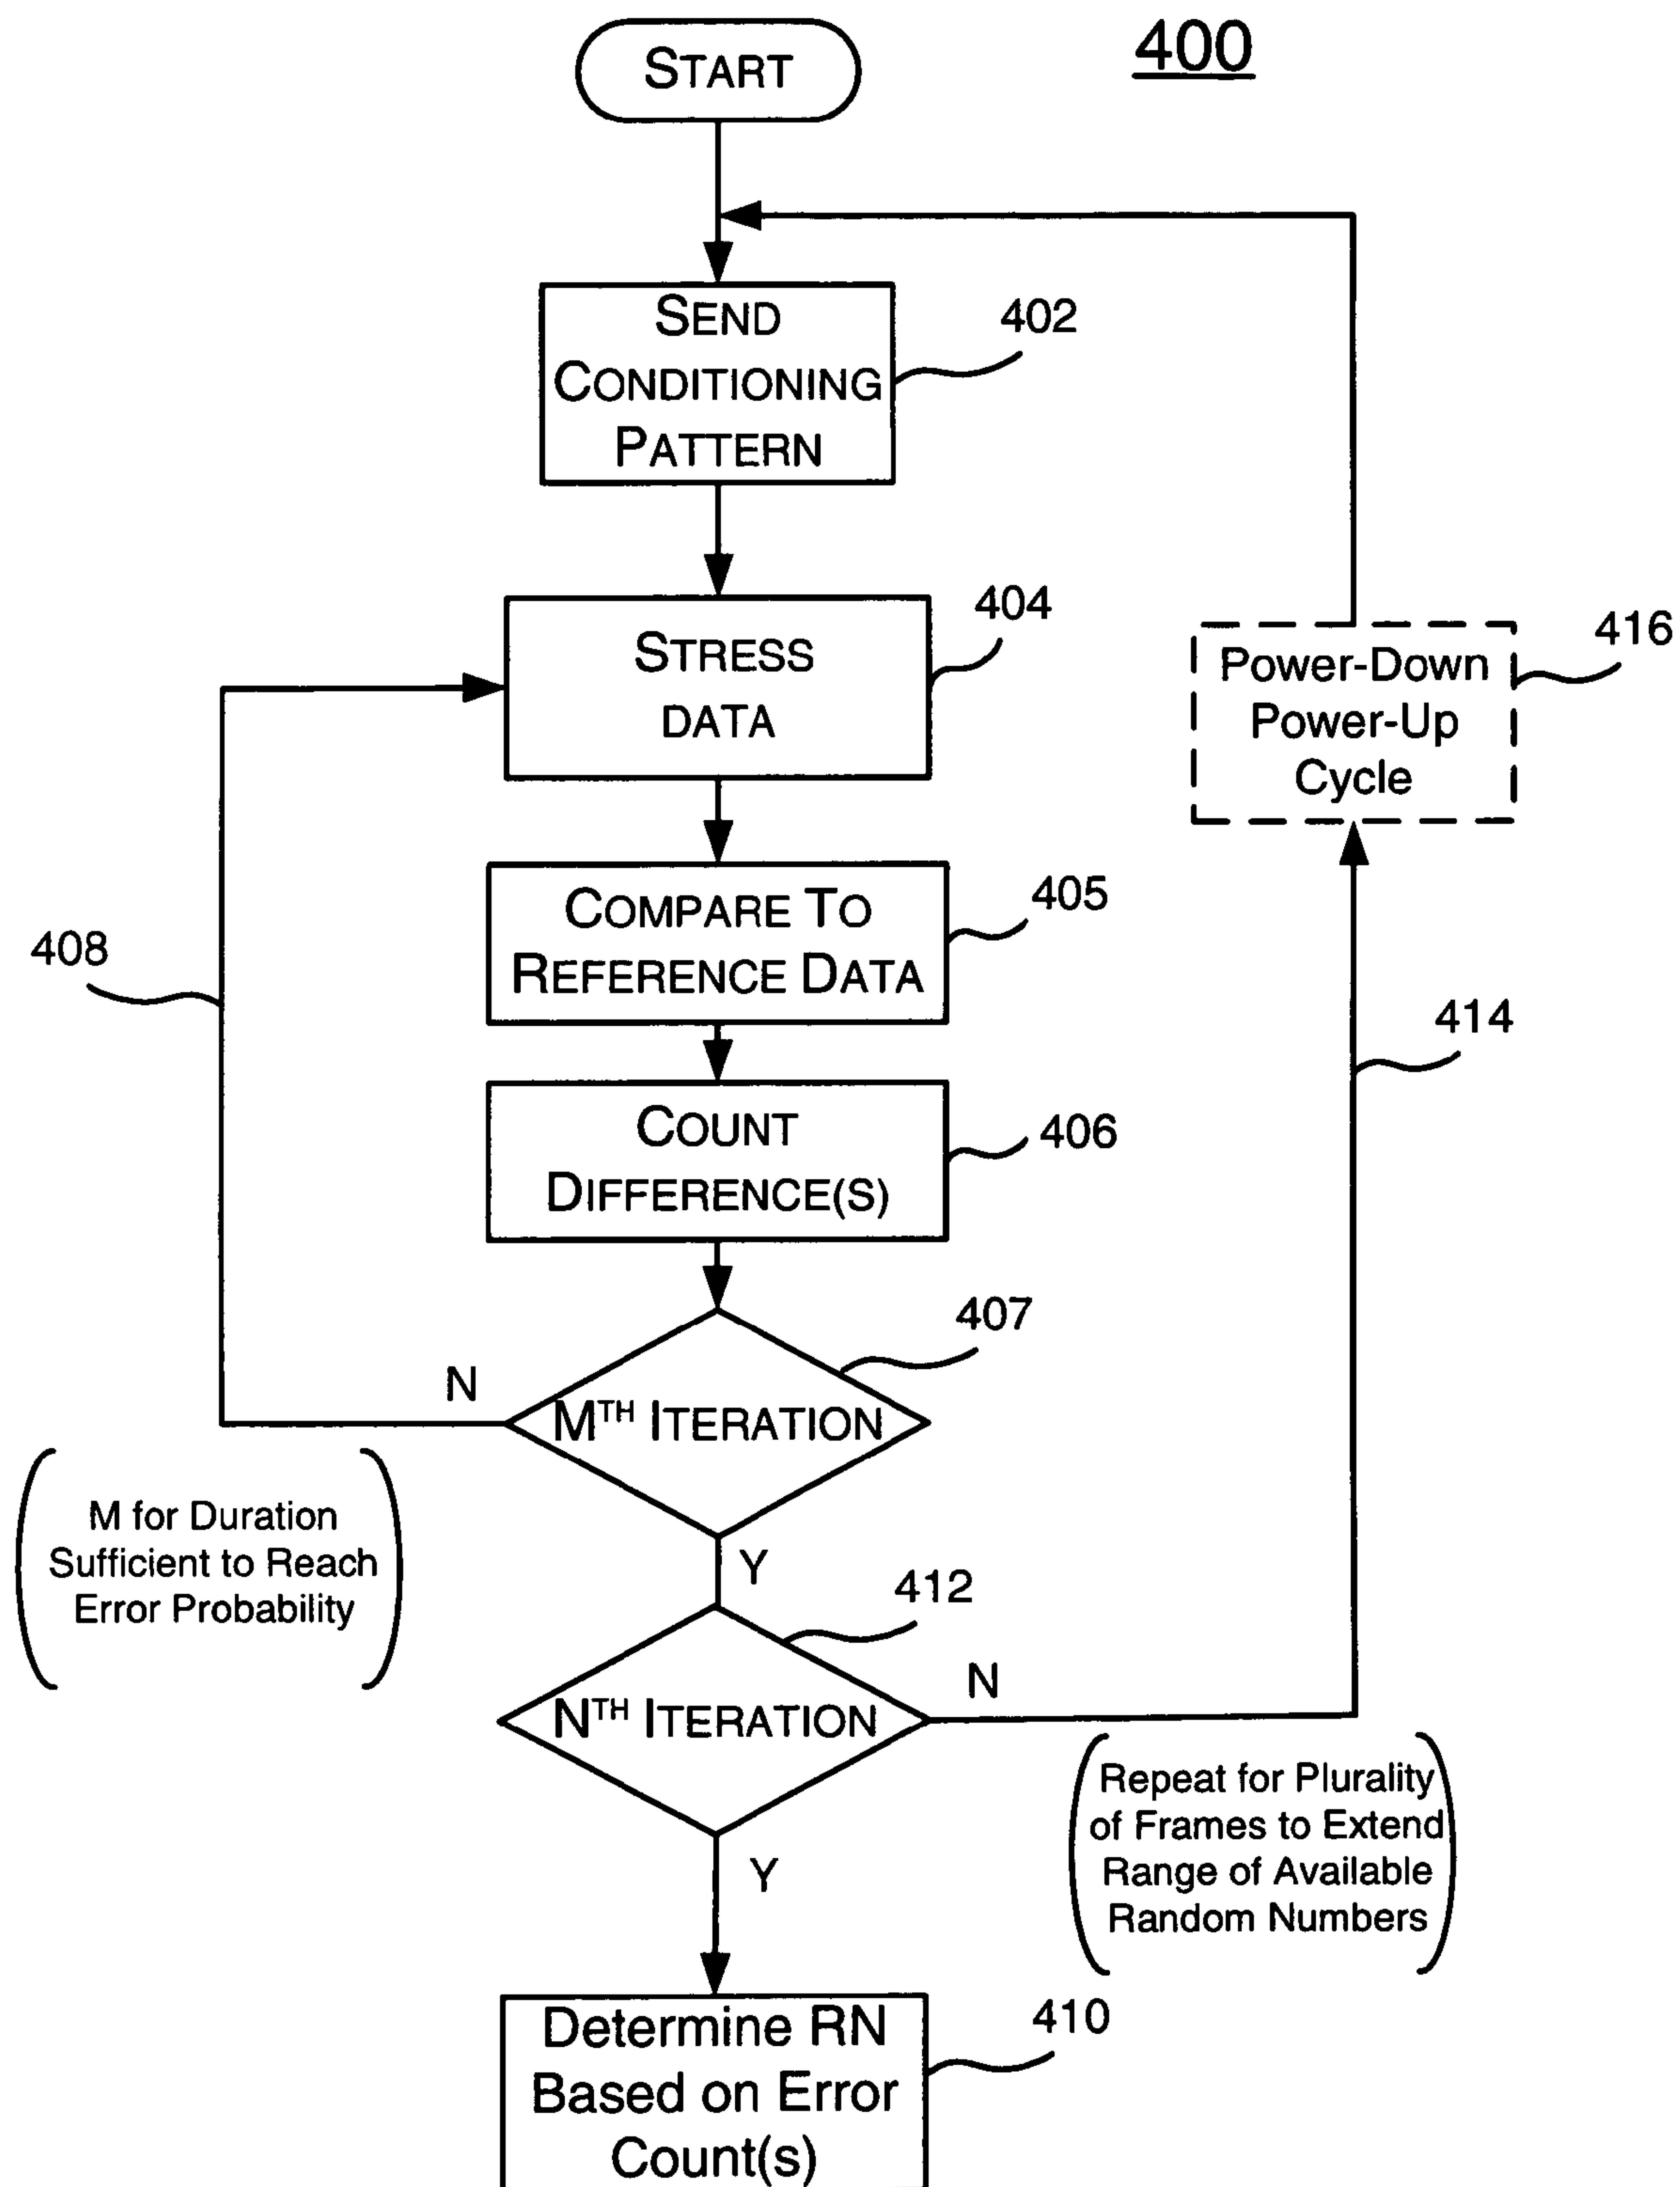 400
START
SEND
CONDITIONING
PATTERN
402
STRESS
DATA
404
Power-Down
Power-Up
Cycle
416
COMPARE TO
REFERENCE DATA
405
408
COUNT
DIFFERENCE(S)
406
414
MTH ITERATION
407
N
M for Duration
Sufficient to Reach
Error Probability
Y
NTH ITERATION
412
N
Repeat for Plurality
of Frames to Extend
Range of Available
Random Numbers
Y
Determine RN
Based on Error
Count(s)
410